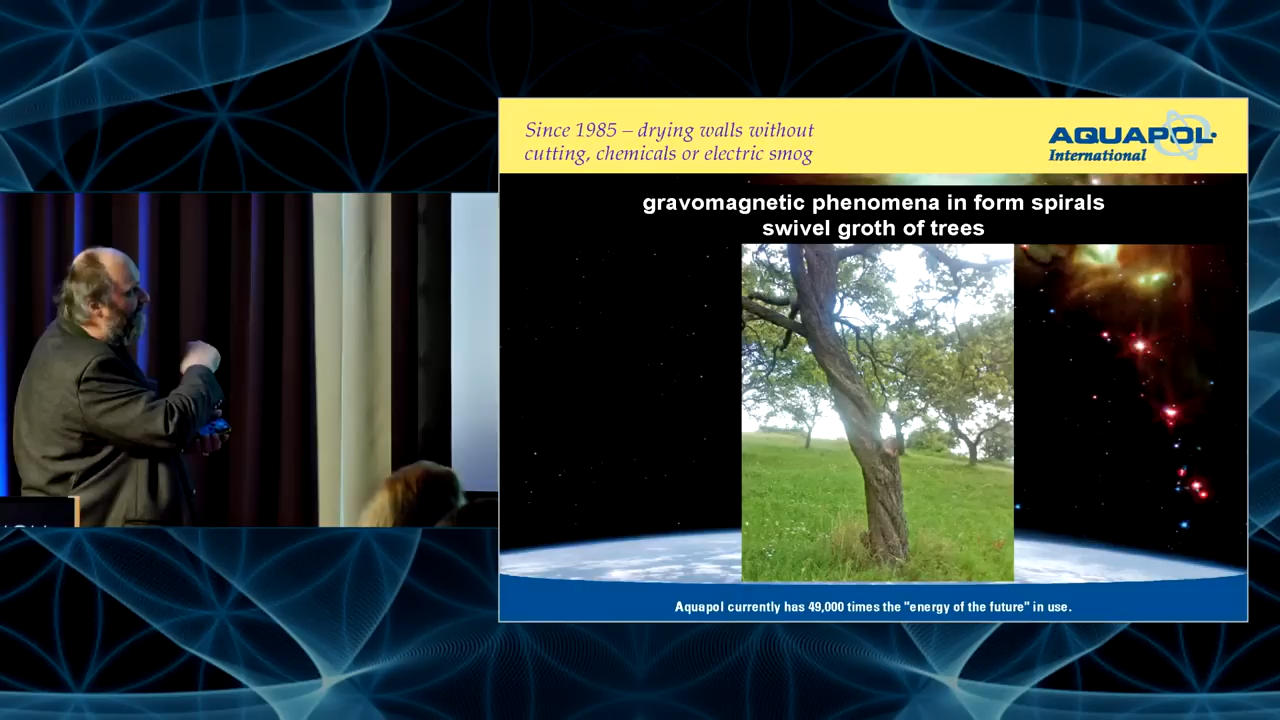 Since 1985 – drying walls without
cutting, chemicals or electric smog
AQUAPOL
International
gravomagnetic phenomena in form spirals
swivel groth of trees
Aquapol currently has 49,000 times the "energy of the future" in use.